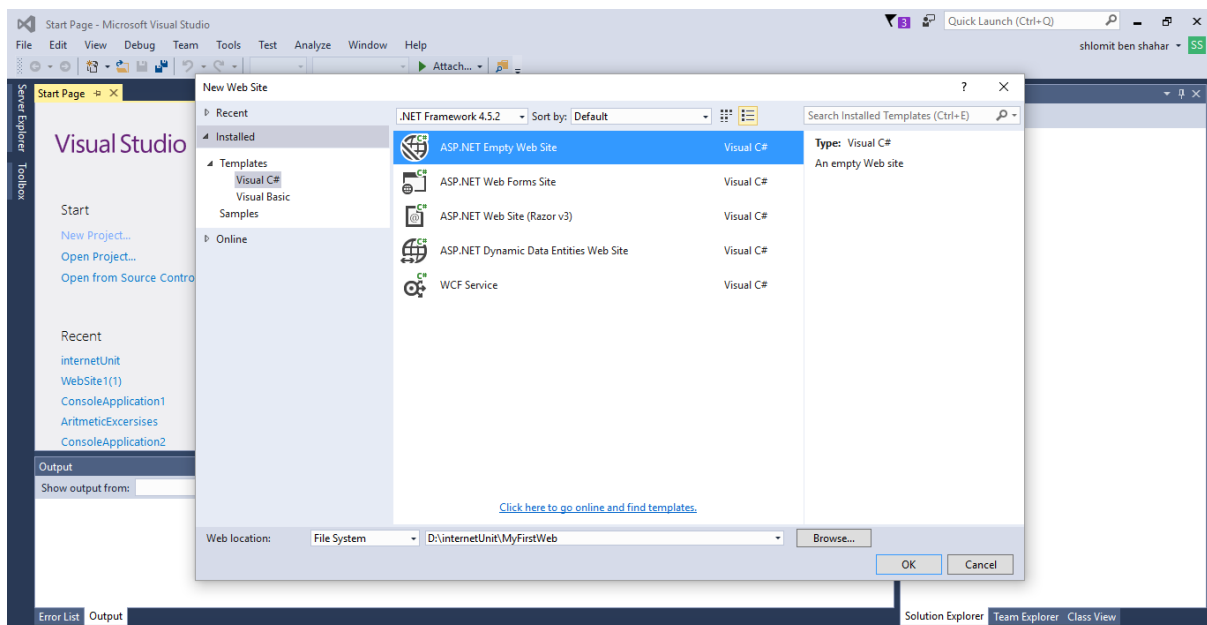 Start Page - Microsoft Visual Studio
3
Quick Launch (Ctrl+Q)
File Edit View Debug Team Tools Test Analyze Window Help
shlomit ben shahar
SS
Attach...
Server Explorer
Toolbox
Start Page
Visual Studio
Start
New Project...
Open Project...
Open from Source Contro
Recent
internetUnit
WebSite1(1)
ConsoleApplication1
AritmeticExcersises
ConsoleApplication2
New Web Site
?
Recent
Installed
Templates
Visual C#
Visual Basic
Samples
Online
.NET Framework 4.5.2
Sort by: Default
Search Installed Templates (Ctrl+E)
C# ASP.NET Empty Web Site Visual C#
C# ASP.NET Web Forms Site Visual C#
C# @ ASP.NET Web Site (Razor v3) Visual C#
C# ASP.NET Dynamic Data Entities Web Site Visual C#
C# WCF Service Visual C#
Type: Visual C#
An empty Web site
Click here to go online and find templates.
Web location: File System D:\internetUnit\MyFirstWeb Browse...
OK Cancel
Output
Show output from:
Error List Output
Solution Explorer Team Explorer Class View